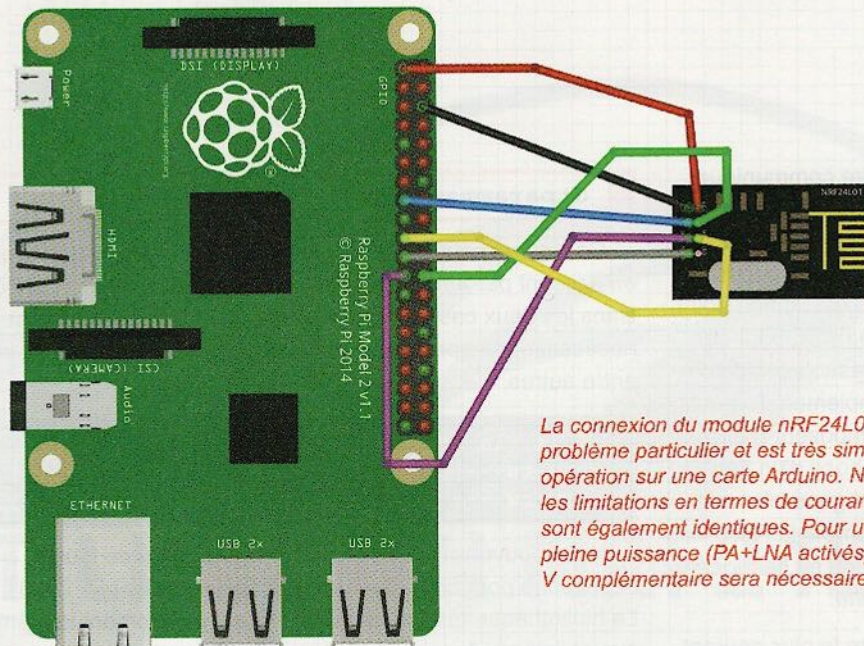 DSI (DISPLAY)
Power
GPIO
HDMI
Raspberry Pi Model 2 v1.1
© Raspberry Pi 2014
CSI (CAMERA)
Audio
ETHERNET
USB 2x
USB 2x
NRF24L01
La connexion du module nRF24L0
problème particulier et est très sim
opération sur une carte Arduino. N
les limitations en termes de couran
sont également identiques. Pour u
pleine puissance (PA+LNA activés
V complémentaire sera nécessaire